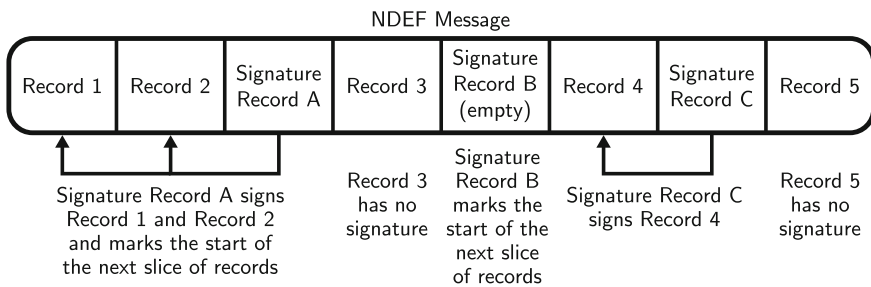 NDEF Message
Record 1
Record 2
Signature
Record A
Record 3
Signature
Record B
(empty)
Record 4
Signature
Record C
Record 5
Signature Record A signs
Record 1 and Record 2
and marks the start of
the next slice of records
Record 3
has no
signature
Signature
Record B
marks the
start of the
next slice
of records
Signature Record C
signs Record 4
Record 5
has no
signature